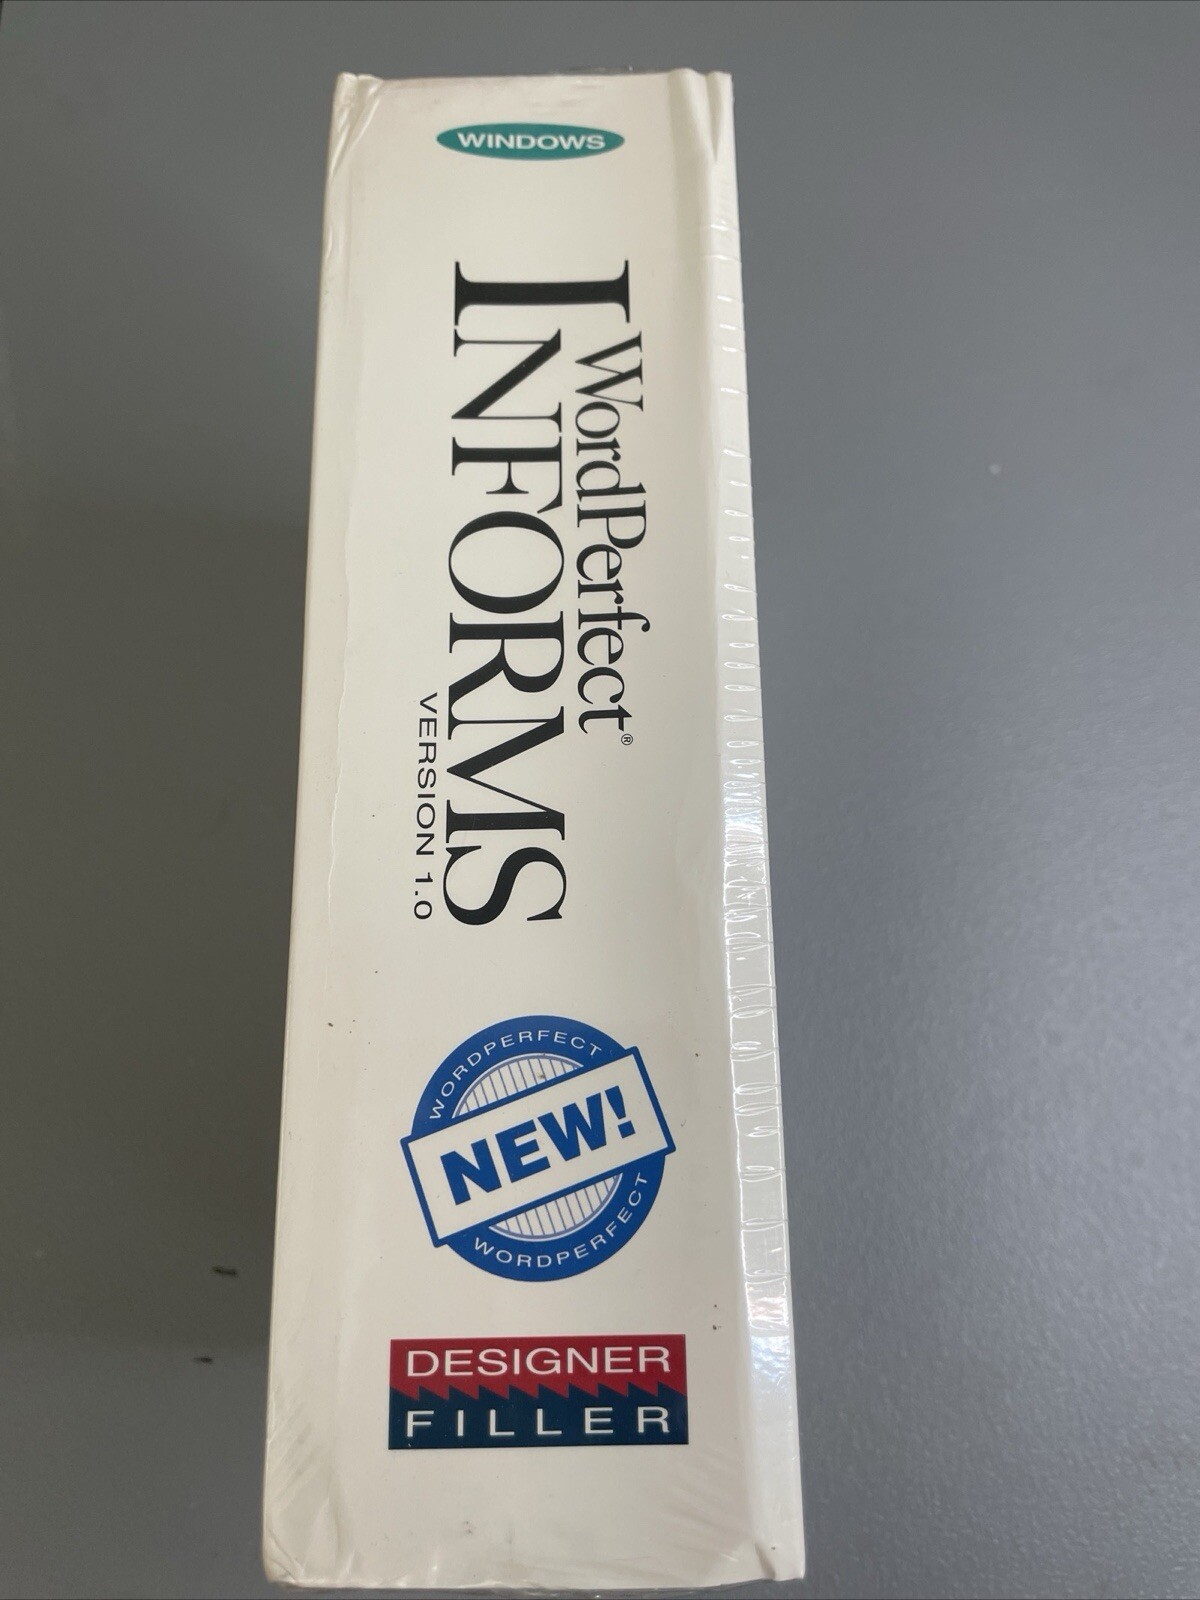 WINDOWS
WordPerfect®
INFORMS
VERSION 1.0
WORDPERFECT
NEW!
WORDPERFECT
DESIGNER
FILLER